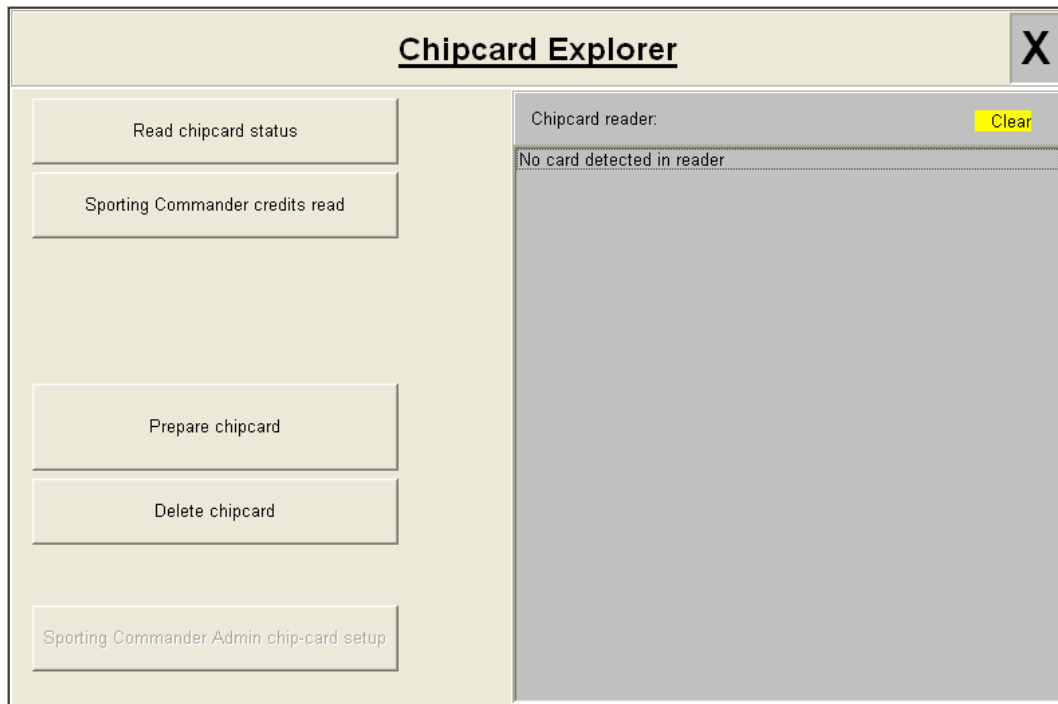 Chipcard Explorer
X
Read chipcard status
Sporting Commander credits read
Prepare chipcard
Delete chipcard
Sporting Commander Admin chip-card setup
Chipcard reader:
Clear
No card detected in reader